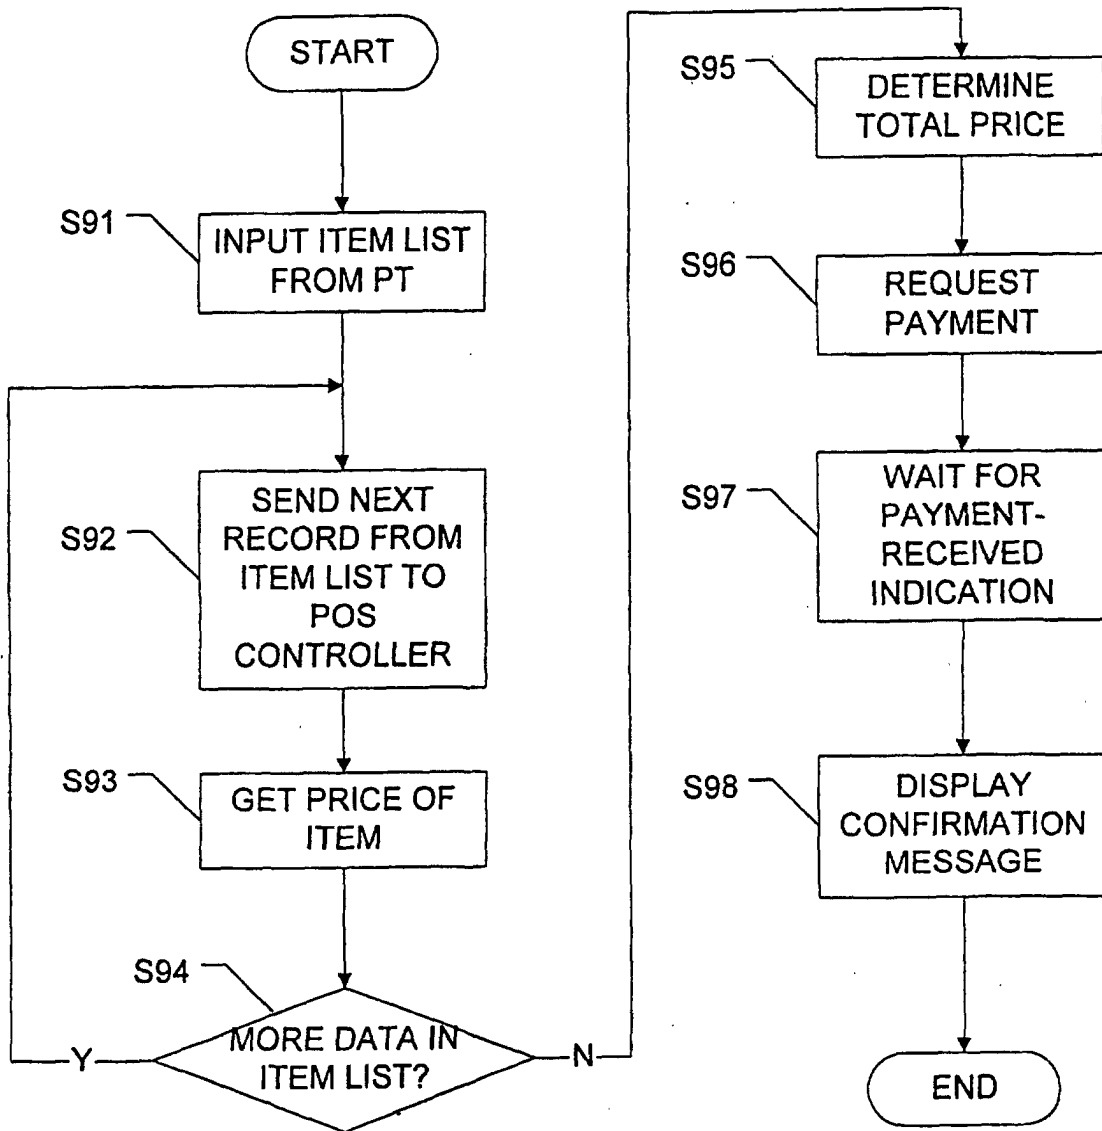 START
S91
INPUT ITEM LIST
FROM PT
S92
SEND NEXT
RECORD FROM
ITEM LIST TO
POS
CONTROLLER
S93
GET PRICE OF
ITEM
S94
MORE DATA IN
ITEM LIST?
Y
N
S95
DETERMINE
TOTAL PRICE
S96
REQUEST
PAYMENT
S97
WAIT FOR
PAYMENT-
RECEIVED
INDICATION
S98
DISPLAY
CONFIRMATION
MESSAGE
END